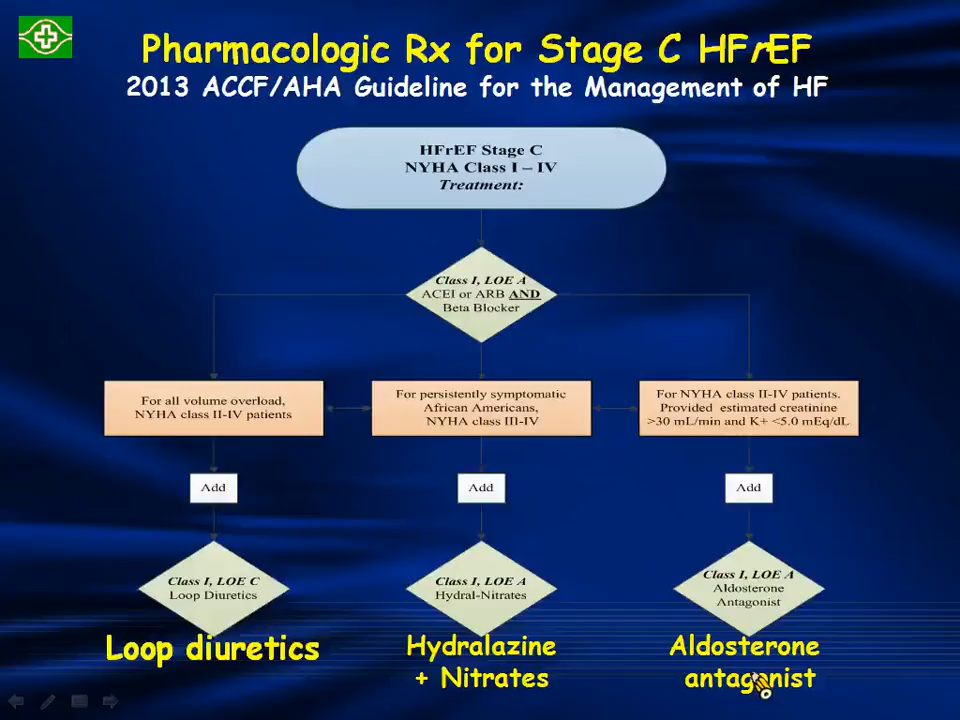 Pharmacologic Rx for Stage C HFrEF
2013 ACCF/AHA Guideline for the Management of HF
HFrEF Stage C
NYHA Class I – IV
Treatment:
Class I, LOE A
ACEI or ARB AND
Beta Blocker
For all volume overload,
NYHA class II-IV patients
For persistently symptomatic
African Americans,
NYHA class III-IV
For NYHA class II-IV patients.
Provided estimated creatinine
>30 mL/min and K+ <5.0 mEq/dL
Add
Add
Add
Class I, LOE C
Loop Diuretics
Class I, LOE A
Hydral-Nitrates
Class I, LOE A
Aldosterone
Antagonist
Loop diuretics
Hydralazine
+ Nitrates
Aldosterone
antagonist